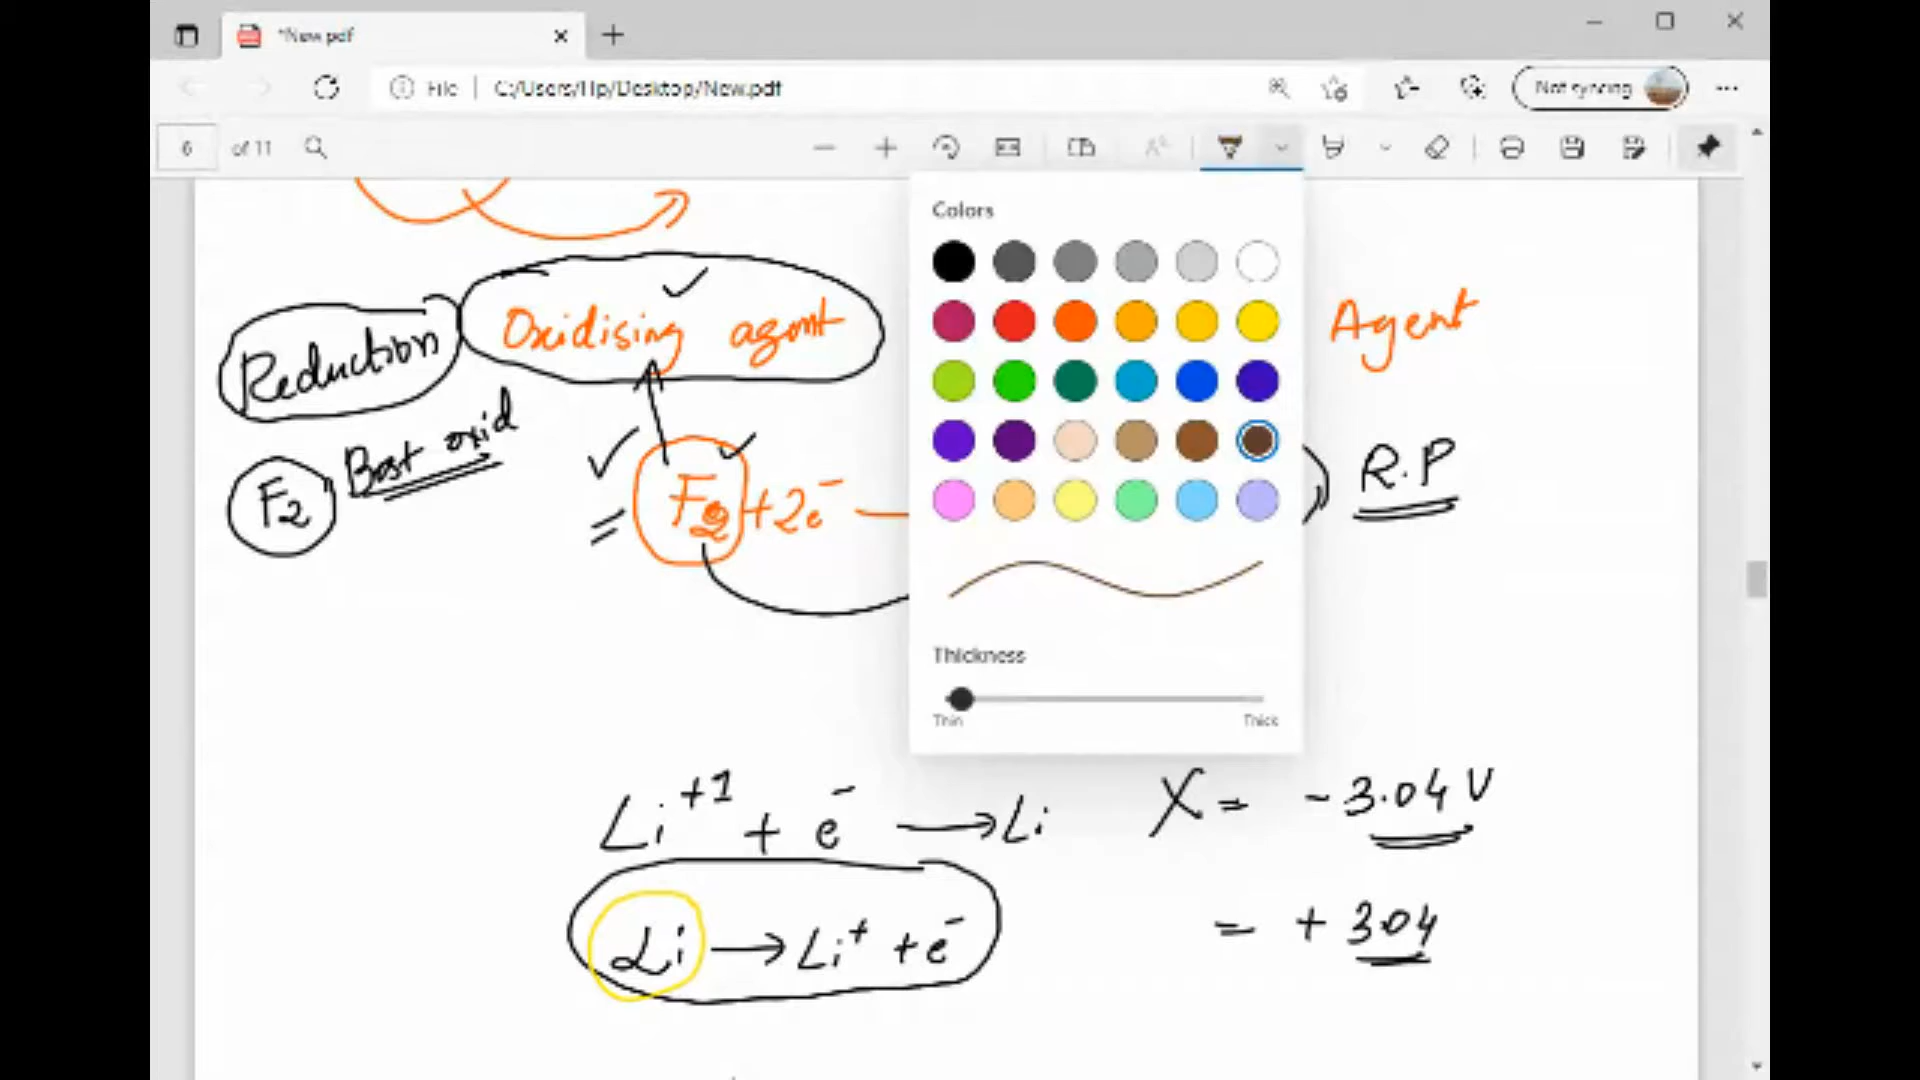 *New.pdf
File | C:/Users/Hp/Desktop/New.pdf
Not syncing
6 of 11
Colors
Oxidising agent
Agent
Reduction
F2 Best oxid
F2 + 2e-
R.P
Thickness
Thin Thick
Li+1 + e- → Li X = - 3.04 V
Li → Li+ + e- = + 3.04